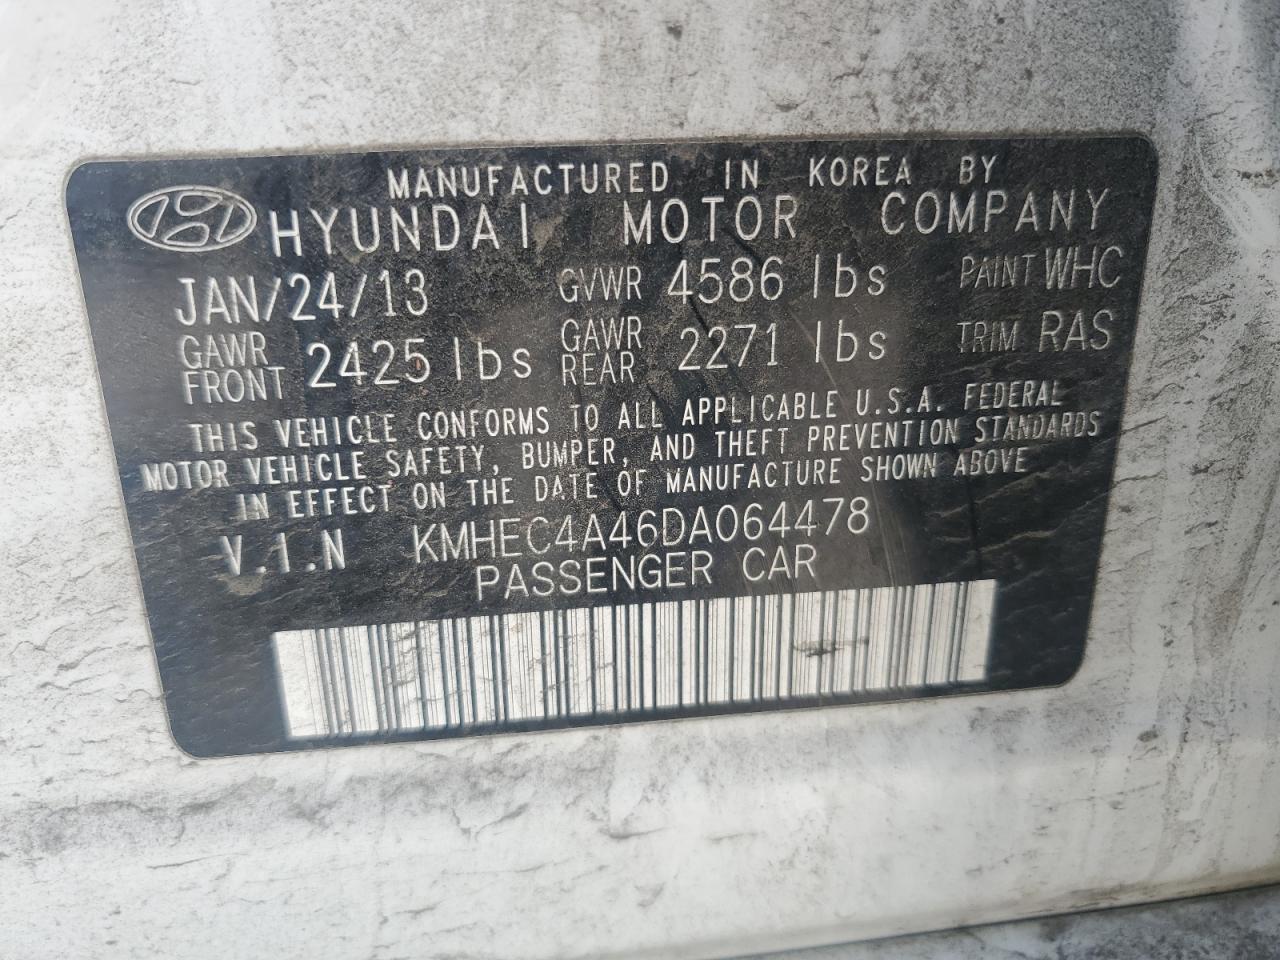 MANUFACTURED IN KOREA BY
HYUNDAI MOTOR COMPANY
JAN/24/13 GVWR 4586 lbs PAINT WHC
GAWR FRONT 2425 lbs GAWR REAR 2271 lbs TRIM RAS
THIS VEHICLE CONFORMS TO ALL APPLICABLE U.S.A. FEDERAL
MOTOR VEHICLE SAFETY, BUMPER, AND THEFT PREVENTION STANDARDS
IN EFFECT ON THE DATE OF MANUFACTURE SHOWN ABOVE
V.I.N KMHEC4A46DA064478
PASSENGER CAR